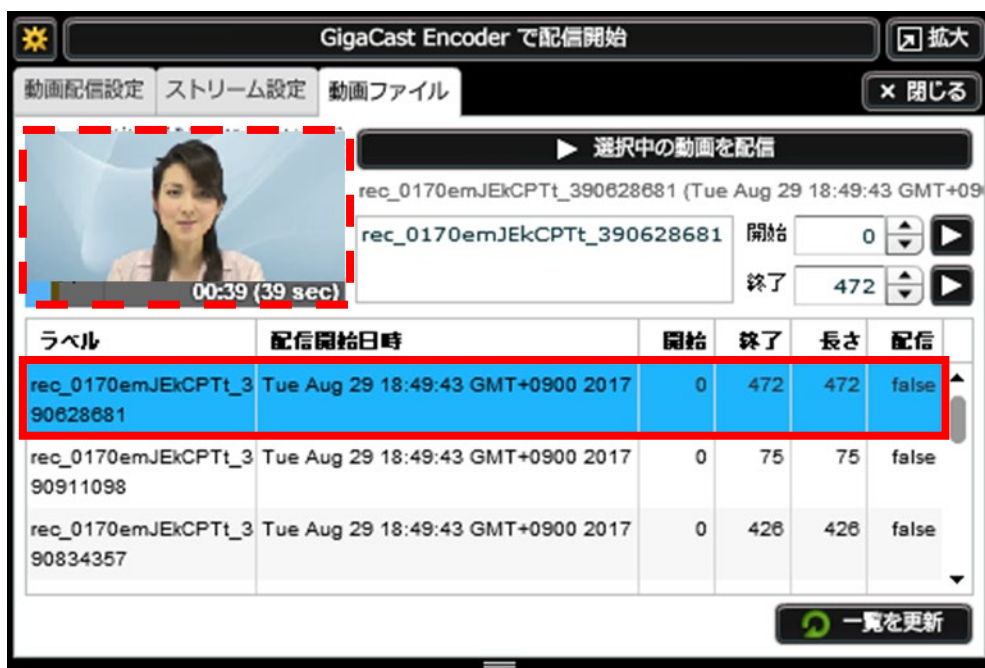 GigaCast Encoder で配信開始
拡大
動画配信設定 ストリーム設定 動画ファイル
× 閉じる
選択中の動画を配信
rec_0170emJEkCPTt_390628681 (Tue Aug 29 18:49:43 GMT+09
rec_0170emJEkCPTt_390628681
開始 0
終了 472
00:39 (39 sec)
ラベル 配信開始日時 開始 終了 長さ 配信
rec_0170emJEkCPTt_3 Tue Aug 29 18:49:43 GMT+0900 2017 0 472 472 false
90628681
rec_0170emJEkCPTt_3 Tue Aug 29 18:49:43 GMT+0900 2017 0 75 75 false
90911098
rec_0170emJEkCPTt_3 Tue Aug 29 18:49:43 GMT+0900 2017 0 426 426 false
90834357
一覧を更新